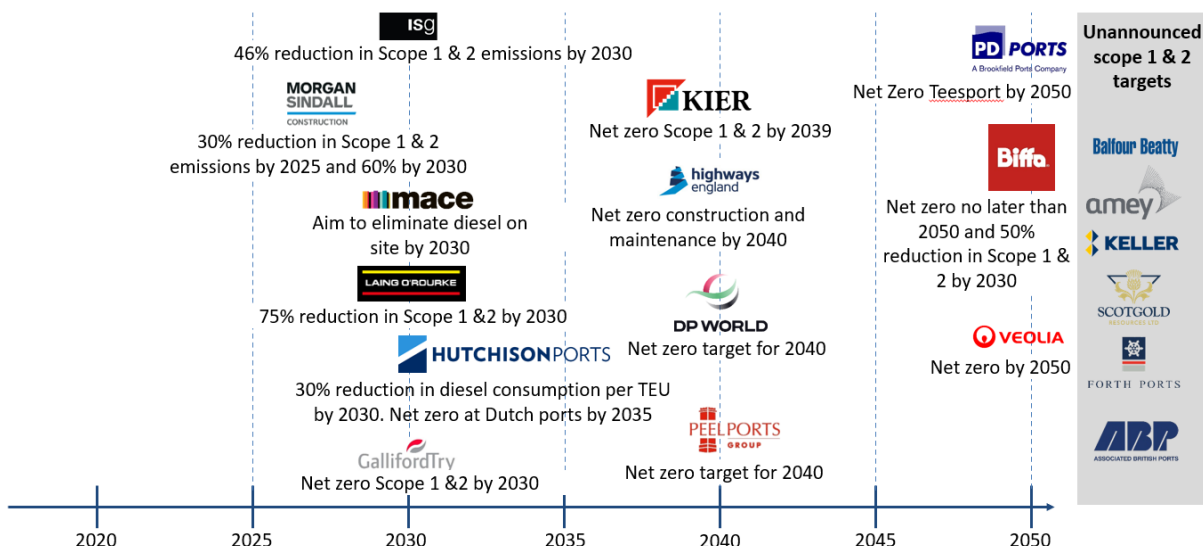 isg
46% reduction in Scope 1 & 2 emissions by 2030
MORGAN
SINDALL
CONSTRUCTION
30% reduction in Scope 1 & 2
emissions by 2025 and 60% by 2030
mace
Aim to eliminate diesel on
site by 2030
LAING O'ROURKE
75% reduction in Scope 1 &2 by 2030
HUTCHISON PORTS
30% reduction in diesel consumption per TEU
by 2030. Net zero at Dutch ports by 2035
GallifordTry
Net zero Scope 1 &2 by 2030
KIER
Net zero Scope 1 & 2 by 2039
highways
england
Net zero construction and
maintenance by 2040
DP WORLD
Net zero target for 2040
PEEL PORTS
GROUP
Net zero target for 2040
PD PORTS
A Brookfield Ports Company
Net Zero Teesport by 2050
Biffa
Net zero no later than
2050 and 50%
reduction in Scope 1 &
2 by 2030
VEOLIA
Net zero by 2050
Unannounced
scope 1 & 2
targets
Balfour Beatty
amey
KELLER
SCOTGOLD
RESOURCES LTD
FORTH PORTS
ABP
ASSOCIATED BRITISH PORTS
2020
2025
2030
2035
2040
2045
2050